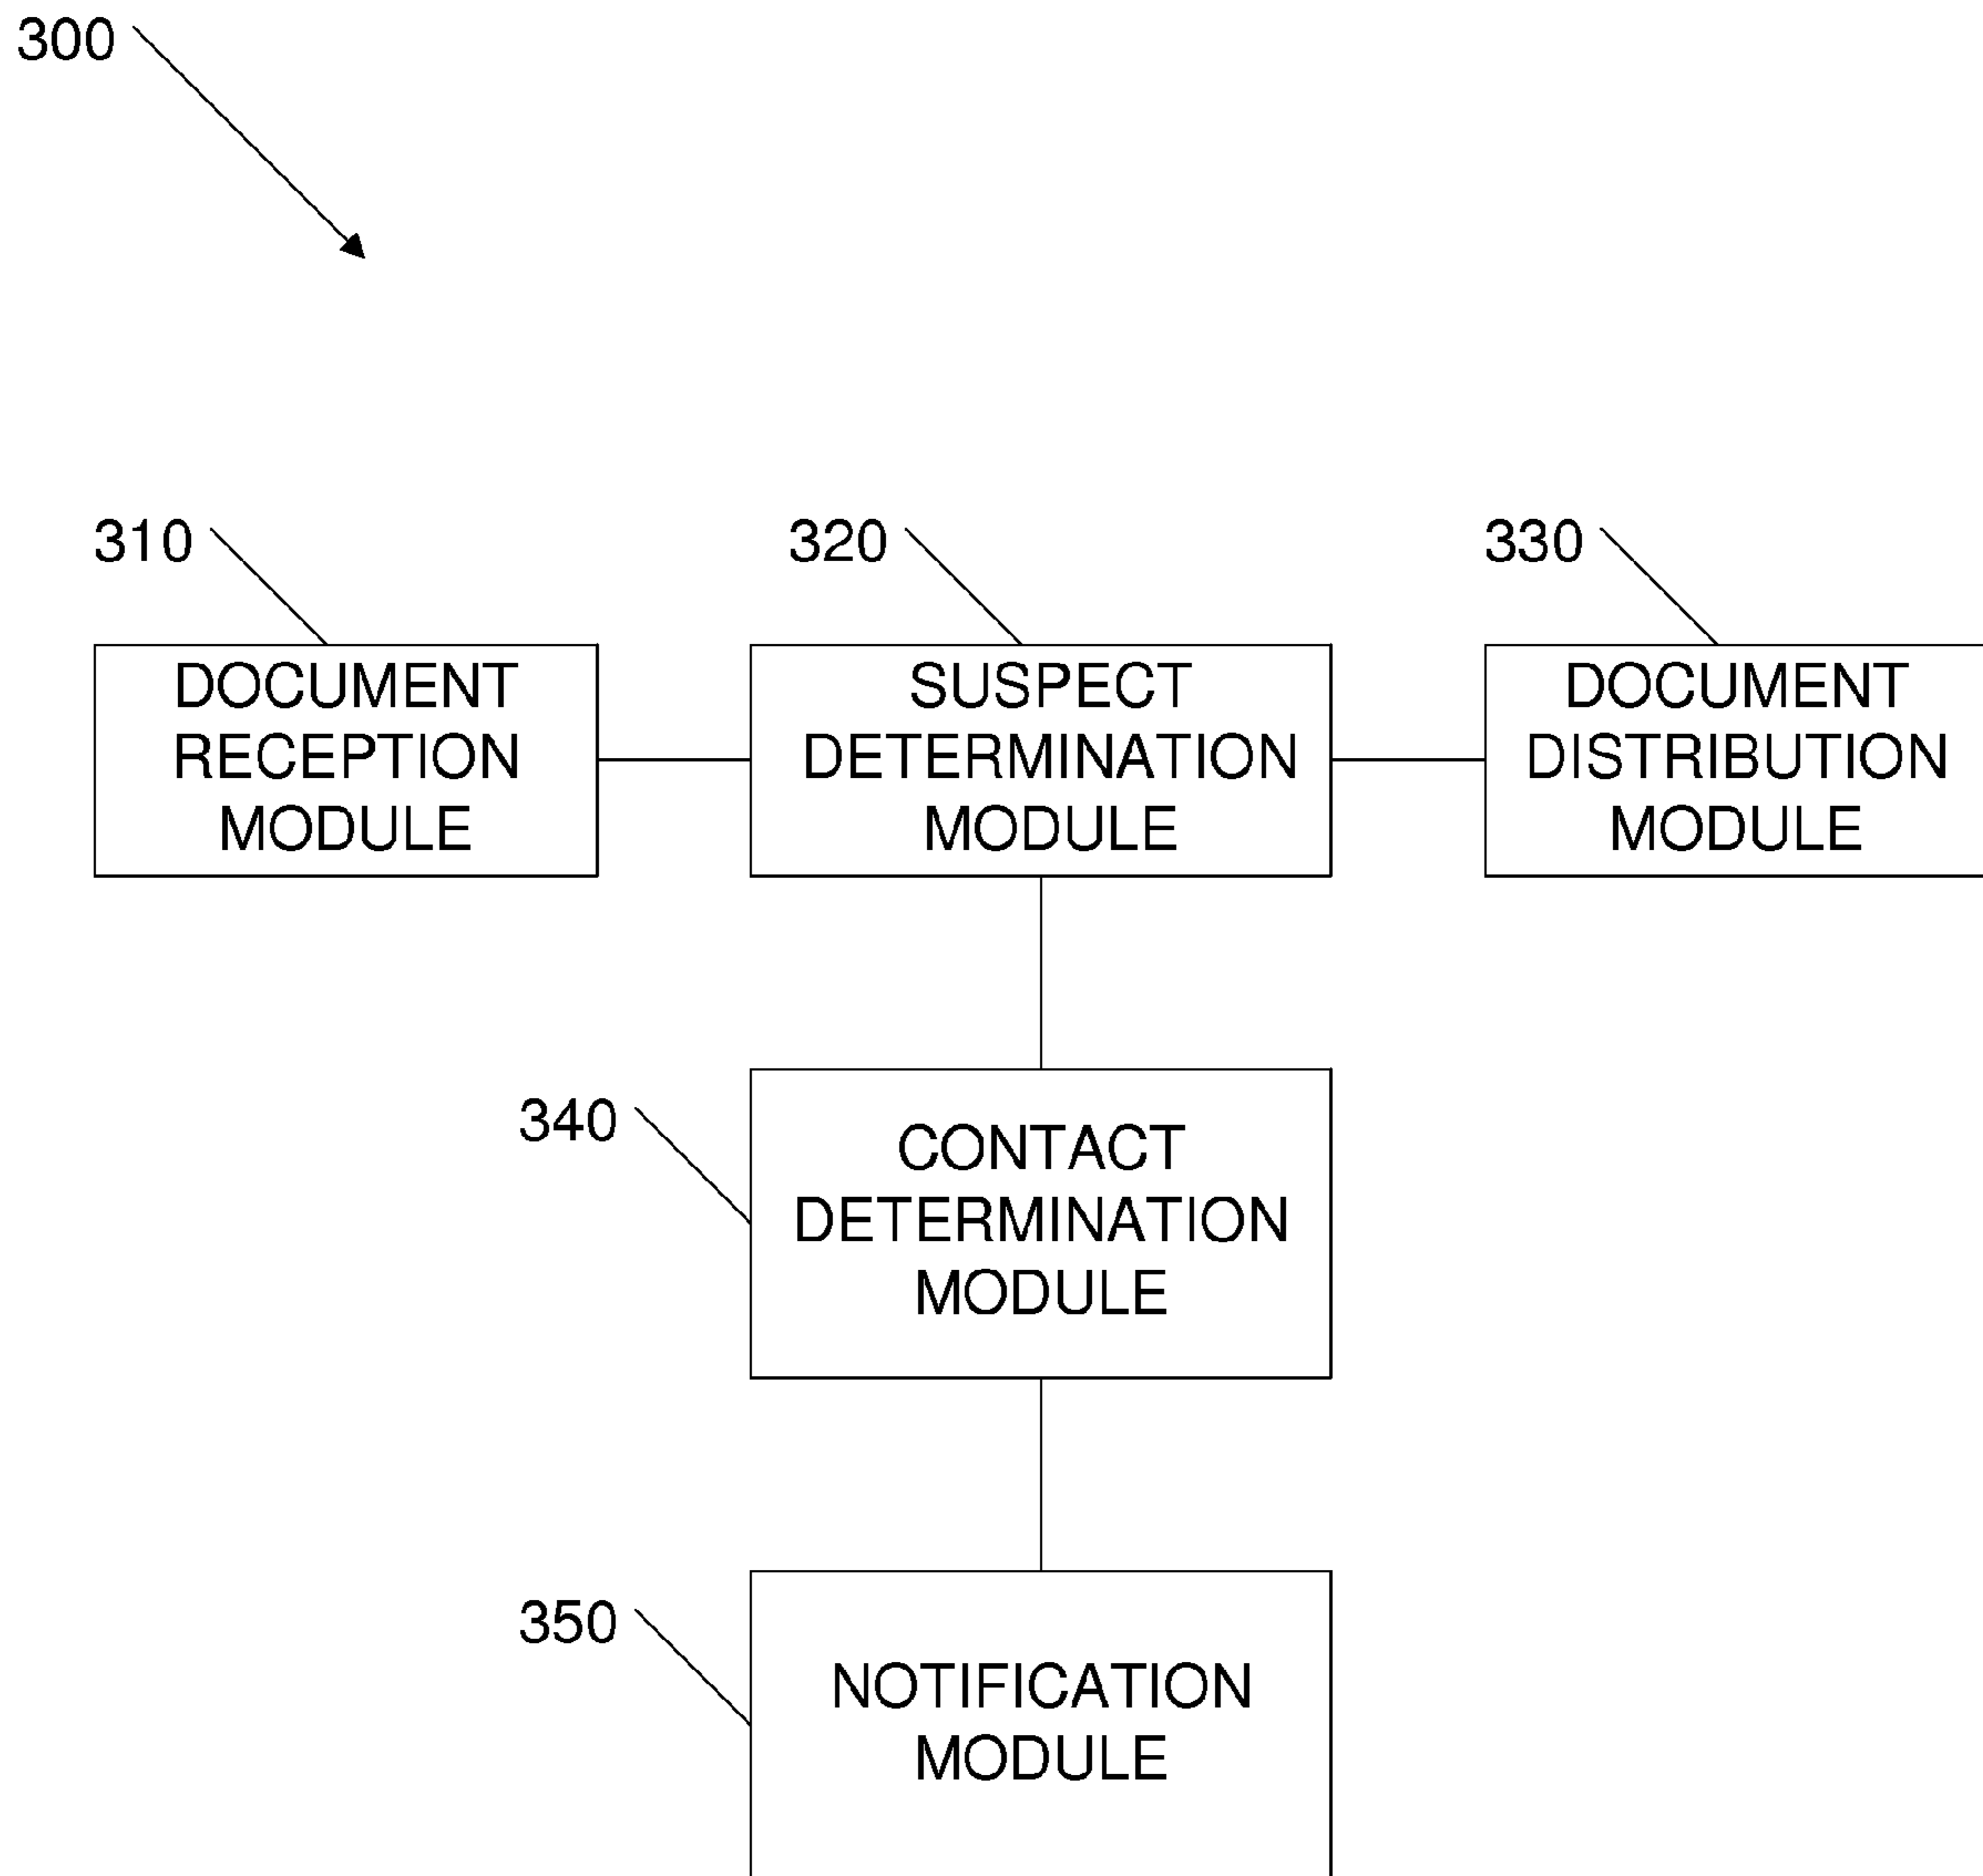 300
310
320
330
DOCUMENT
RECEPTION
MODULE
SUSPECT
DETERMINATION
MODULE
DOCUMENT
DISTRIBUTION
MODULE
340
CONTACT
DETERMINATION
MODULE
350
NOTIFICATION
MODULE